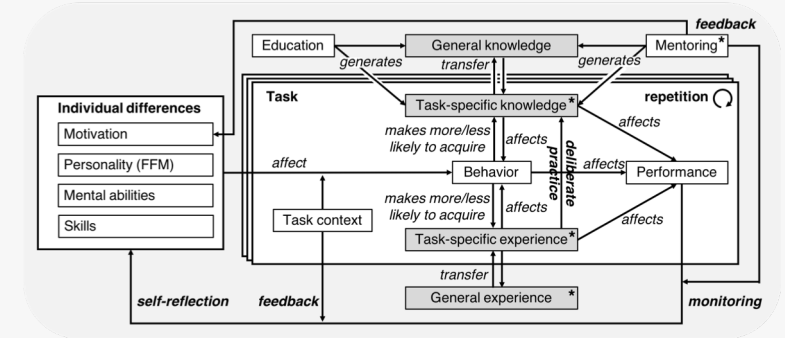 feedback
Education
General knowledge
Mentoring*
generates
transfer
generates
Task
repetition
Individual differences
Task-specific knowledge*
Motivation
makes more/less
likely to acquire
affects
affects
Personality (FFM)
affect
Behavior
deliberate
practice
affects
Performance
Mental abilities
makes more/less
likely to acquire
affects
Skills
Task context
affects
Task-specific experience*
transfer
self-reflection
feedback
General experience *
monitoring